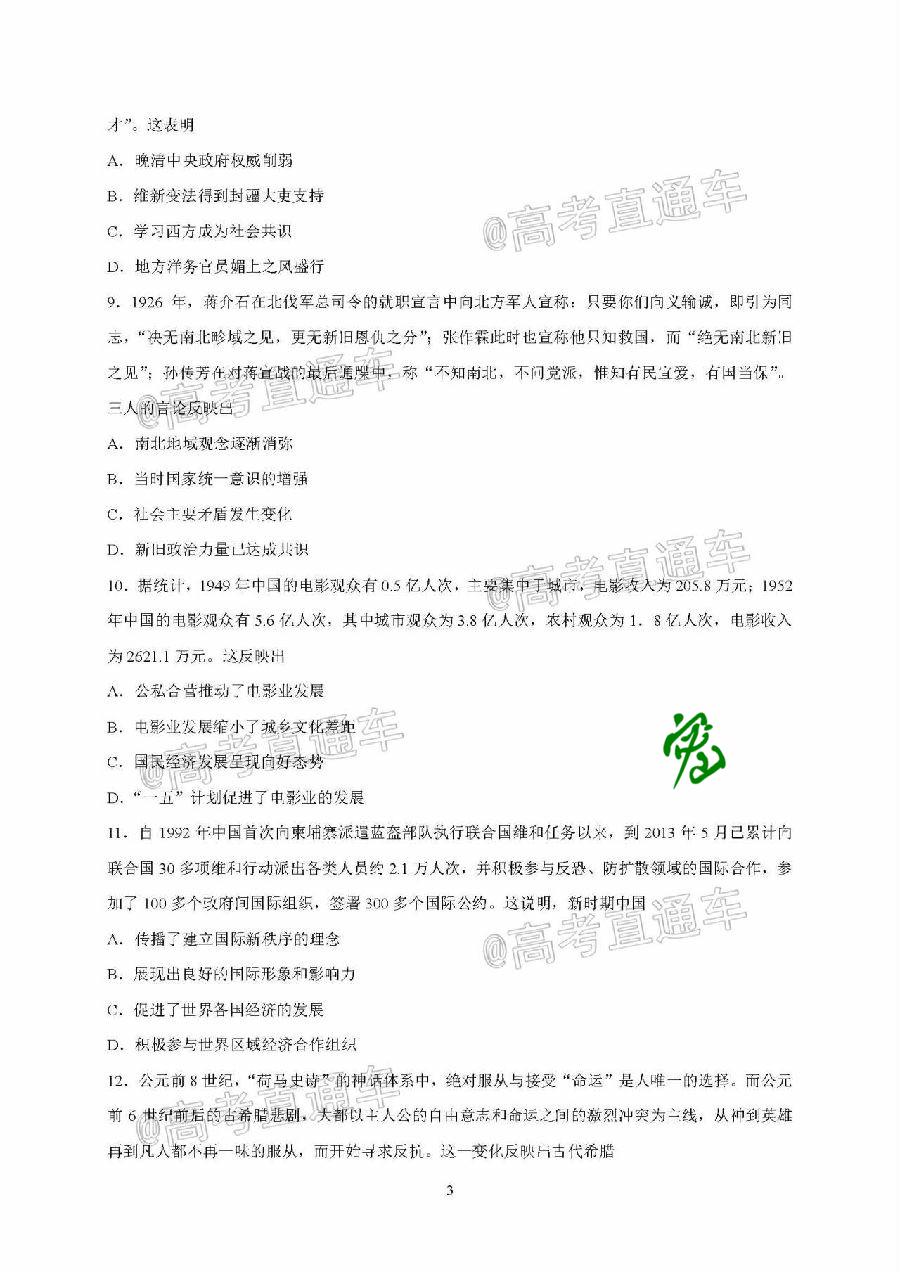 才”。这表明
A．晚清中央政府权威削弱
B．维新变法得到封疆大吏支持
C．学习西方成为社会共识
D．地方洋务官员媚上之风盛行
@高考直通车
9．1926 年，蒋介石在北伐军总司令的就职宣言中向北方军人宣称：只要你们向义输诚，即引为同
志，“决无南北畛域之见，更无新旧恩仇之分”；张作霖此时也宣称他只知救国，而“绝无南北新旧
之见”；孙传芳在对蒋宣战的最后通牒中，称“不知南北，不问党派，惟知有民宜爱，有国当保”。.
三人的言论反映出
@高考直通车
A．南北地域观念逐渐消弥
B．当时国家统一意识的增强
C．社会主要矛盾发生变化
D．新旧政治力量已达成共识
@高考直通车
10．据统计，1949 年中国的电影观众有 0.5 亿人次，主要集中于城市，电影收入为 205.8 万元；1952
年中国的电影观众有 5.6 亿人次，其中城市观众为 3.8 亿人次，农村观众为 1．8 亿人次，电影收入
为 2621.1 万元。这反映出
A．公私合营推动了电影业发展
B．电影业发展缩小了城乡文化差距
@高考直通车
C．国民经济发展呈现向好态势
D．“一五”计划促进了电影业的发展
11．自 1992 年中国首次向柬埔寨派遣蓝盔部队执行联合国维和任务以来，到 2013 年 5 月已累计向
联合国 30 多项维和行动派出各类人员约 2.1 万人次，并积极参与反恐、防扩散领域的国际合作，参
加了 100 多个政府间国际组织，签署 300 多个国际公约。这说明，新时期中国
A．传播了建立国际新秩序的理念
@高考直通车
B．展现出良好的国际形象和影响力
C．促进了世界各国经济的发展
D．积极参与世界区域经济合作组织
12．公元前 8 世纪，“荷马史诗”的神话体系中，绝对服从与接受“命运”是人唯一的选择。而公元
前 6 世纪前后的古希腊悲剧，大都以主人公的自由意志和命运之间的激烈冲突为主线，从神到英雄
再到凡人都不再一味的服从，而开始寻求反抗。这一变化反映出古代希腊
@高考直通车
3